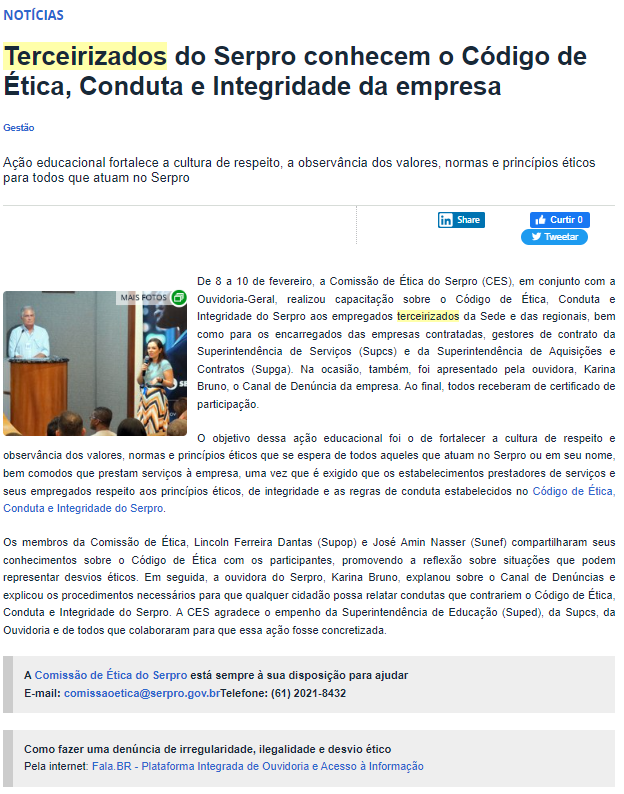 NOTÍCIAS
Terceirizados do Serpro conhecem o Código de
Ética, Conduta e Integridade da empresa
Gestão
Ação educacional fortalece a cultura de respeito, a observância dos valores, normas e princípios éticos
para todos que atuam no Serpro
in Share
Curtir 0
Tweetar
MAIS FOTOS
De 8 a 10 de fevereiro, a Comissão de Ética do Serpro (CES), em conjunto com a
Ouvidoria-Geral, realizou capacitação sobre o Código de Ética, Conduta e
Integridade do Serpro aos empregados terceirizados da Sede e das regionais, bem
como para os encarregados das empresas contratadas, gestores de contrato da
Superintendência de Serviços (Supcs) e da Superintendência de Aquisições e
Contratos (Supga). Na ocasião, também, foi apresentado pela ouvidora, Karina
Bruno, o Canal de Denúncia da empresa. Ao final, todos receberam de certificado de
participação.
O objetivo dessa ação educacional foi o de fortalecer a cultura de respeito e
observância dos valores, normas e princípios éticos que se espera de todos aqueles que atuam no Serpro ou em seu nome,
bem comodos que prestam serviços à empresa, uma vez que é exigido que os estabelecimentos prestadores de serviços e
seus empregados respeito aos princípios éticos, de integridade e as regras de conduta estabelecidos no Código de Ética,
Conduta e Integridade do Serpro.
Os membros da Comissão de Ética, Lincoln Ferreira Dantas (Supop) e José Amin Nasser (Sunef) compartilharam seus
conhecimentos sobre o Código de Ética com os participantes, promovendo a reflexão sobre situações que podem
representar desvios éticos. Em seguida, a ouvidora do Serpro, Karina Bruno, explanou sobre o Canal de Denúncias e
explicou os procedimentos necessários para que qualquer cidadão possa relatar condutas que contrariem o Código de Ética,
Conduta e Integridade do Serpro. A CES agradece o empenho da Superintendência de Educação (Suped), da Supcs, da
Ouvidoria e de todos que colaboraram para que essa ação fosse concretizada.
A Comissão de Ética do Serpro está sempre à sua disposição para ajudar
E-mail: comissaoetica@serpro.gov.brTelefone: (61) 2021-8432
Como fazer uma denúncia de irregularidade, ilegalidade e desvio ético
Pela internet: Fala.BR - Plataforma Integrada de Ouvidoria e Acesso à Informação